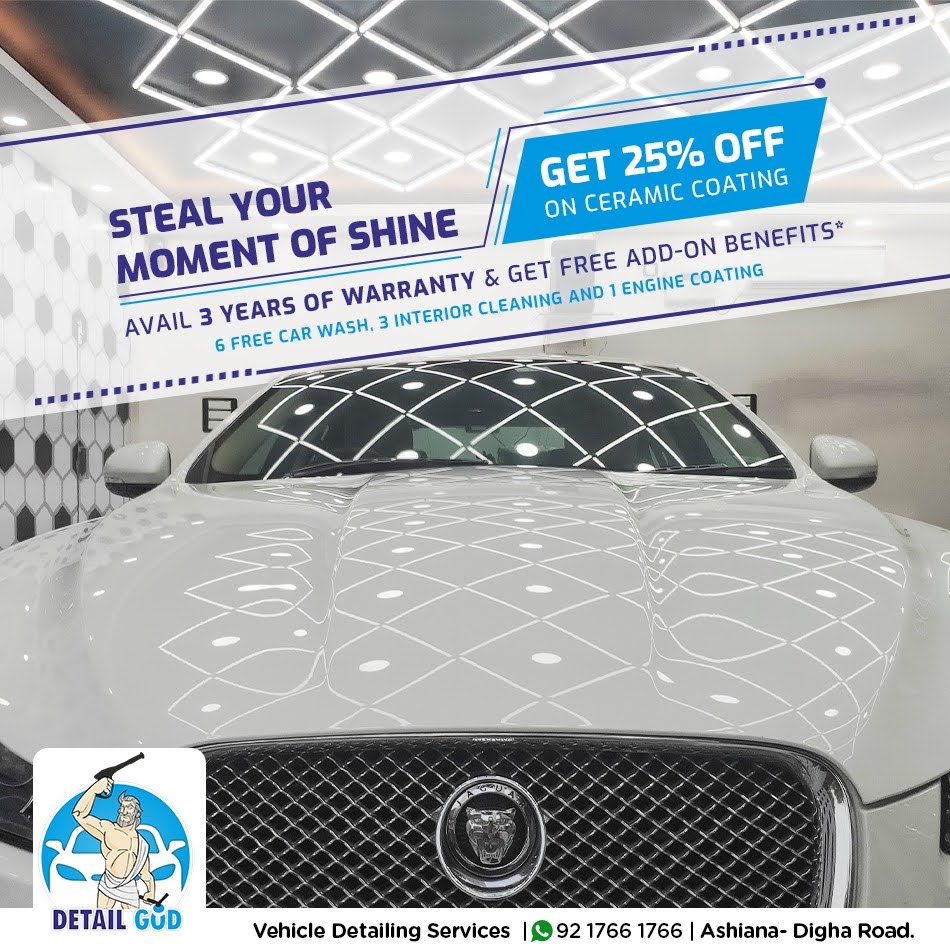 STEAL YOUR
MOMENT OF SHINE
GET 25% OFF
ON CERAMIC COATING
AVAIL 3 YEARS OF WARRANTY & GET FREE ADD-ON BENEFITS*
6 FREE CAR WASH, 3 INTERIOR CLEANING AND 1 ENGINE COATING
JAGUAR
DETAIL GOD
Vehicle Detailing Services | 92 1766 1766 | Ashiana- Digha Road.